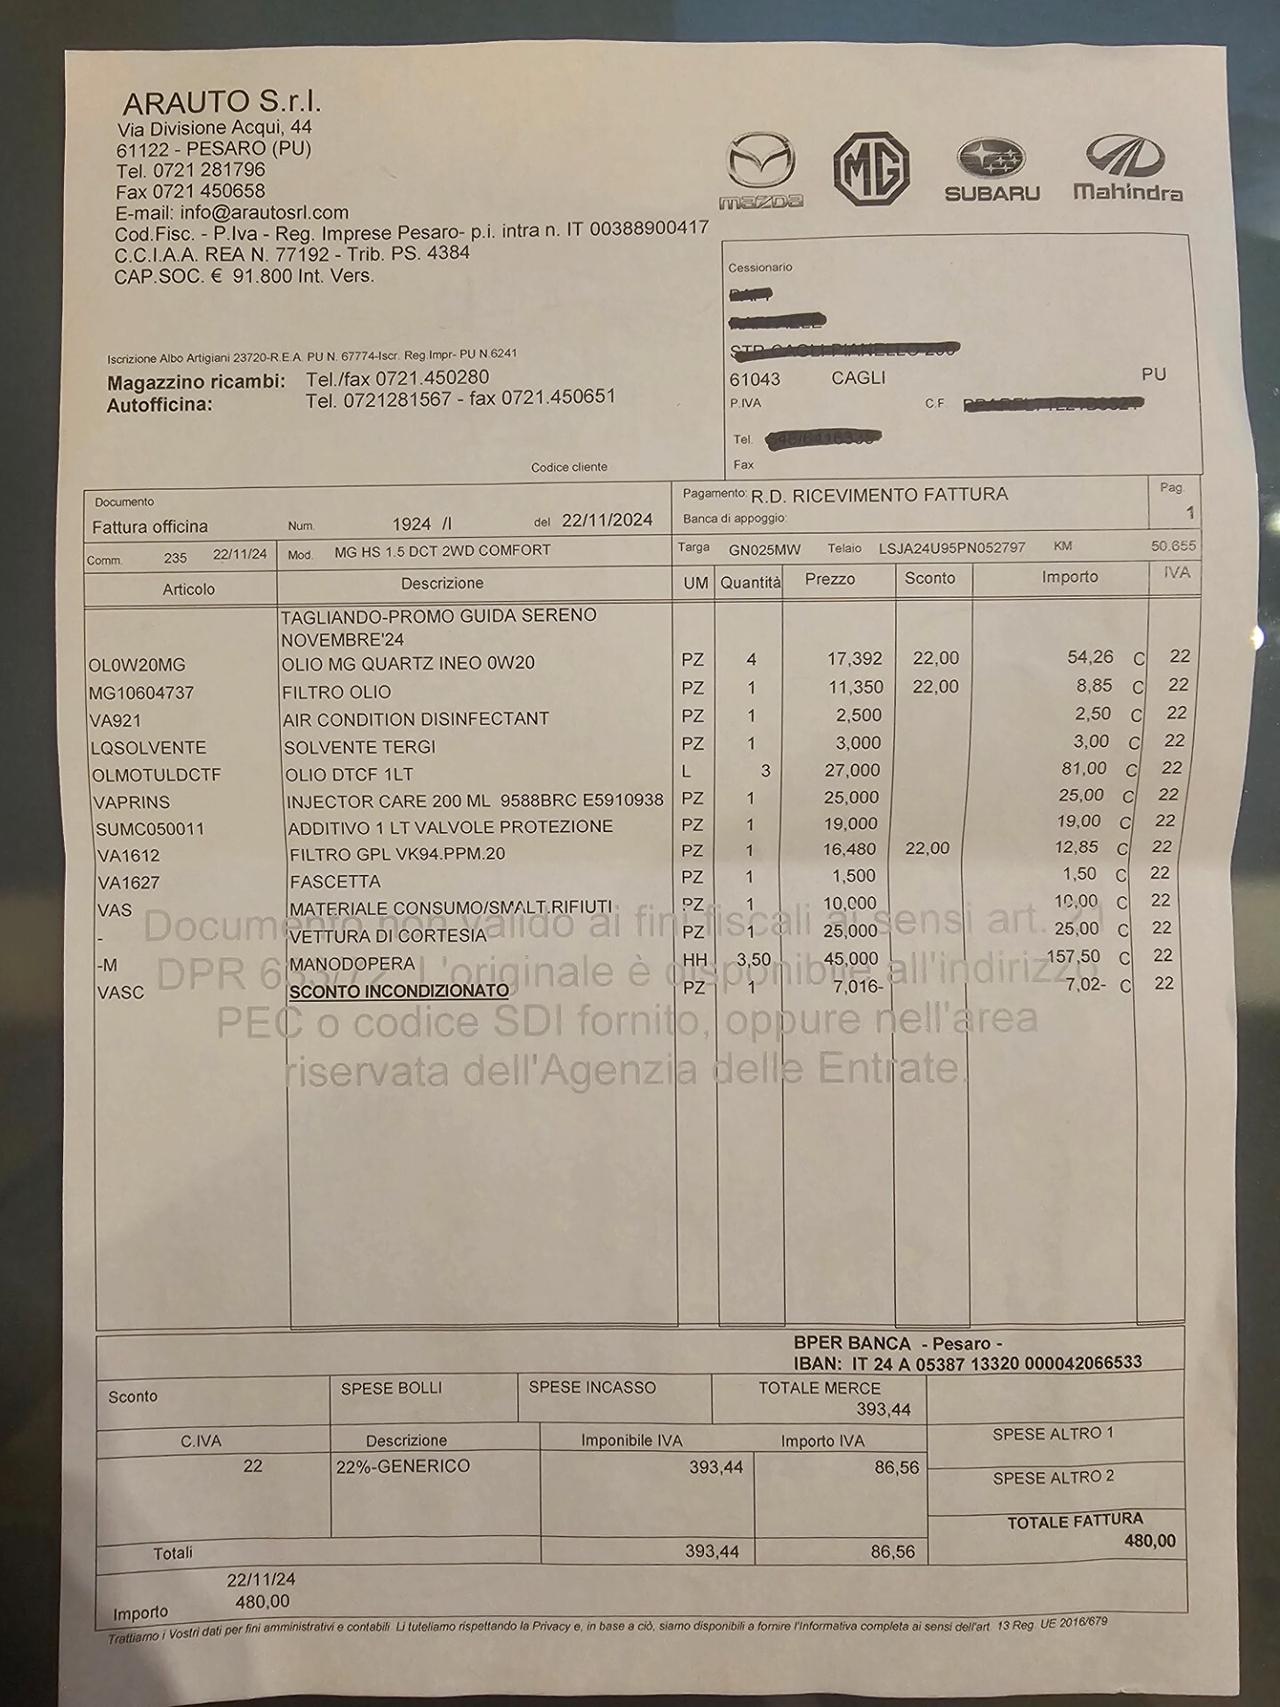 ARAUTO S.r.l.
Via Divisione Acqui, 44
61122 - PESARO (PU)
Tel. 0721 281796
Fax 0721 450658
E-mail: info@arautosrl.com
Cod.Fisc. - P.Iva - Reg. Imprese Pesaro- p.i. intra n. IT 00388900417
C.C.I.A.A. REA N. 77192 - Trib. PS. 4384
CAP.SOC. € 91.800 Int. Vers.
mazda MG SUBARU Mahindra
Iscrizione Albo Artigiani 23720-R.E.A. PU N. 67774-Iscr. Reg.Impr- PU N.6241
Magazzino ricambi: Tel./fax 0721.450280
Autofficina: Tel. 0721281567 - fax 0721.450651
Cessionario
61043 CAGLI PU
P.IVA C.F.
Tel.
Fax
Codice cliente
Documento
Fattura officina Num. 1924 /I del 22/11/2024
Pagamento: R.D. RICEVIMENTO FATTURA
Banca di appoggio:
Pag.
1
Comm. 235 22/11/24 Mod. MG HS 1.5 DCT 2WD COMFORT Targa GN025MW Telaio LSJA24U95PN052797 KM 50.655
Articolo Descrizione UM Quantità Prezzo Sconto Importo IVA
TAGLIANDO-PROMO GUIDA SERENO
NOVEMBRE'24
OL0W20MG OLIO MG QUARTZ INEO 0W20 PZ 4 17,392 22,00 54,26 C 22
MG10604737 FILTRO OLIO PZ 1 11,350 22,00 8,85 C 22
VA921 AIR CONDITION DISINFECTANT PZ 1 2,500 2,50 C 22
LQSOLVENTE SOLVENTE TERGI PZ 1 3,000 3,00 C 22
OLMOTULDCTF OLIO DTCF 1LT L 3 27,000 81,00 C 22
VAPRINS INJECTOR CARE 200 ML 9588BRC E5910938 PZ 1 25,000 25,00 C 22
SUMC050011 ADDITIVO 1 LT VALVOLE PROTEZIONE PZ 1 19,000 19,00 C 22
VA1612 FILTRO GPL VK94.PPM.20 PZ 1 16,480 22,00 12,85 C 22
VA1627 FASCETTA PZ 1 1,500 1,50 C 22
VAS MATERIALE CONSUMO/SMALT.RIFIUTI PZ 1 10,000 10,00 C 22
- VETTURA DI CORTESIA PZ 1 25,000 25,00 C 22
-M MANODOPERA HH 3,50 45,000 157,50 C 22
VASC SCONTO INCONDIZIONATO PZ 1 7,016- 7,02- C 22
Documento non valido ai fini fiscali ai sensi art. 21
DPR 633/72. L'originale è disponibile all'indirizzo
PEC o codice SDI fornito, oppure nell'area
riservata dell'Agenzia delle Entrate.
BPER BANCA - Pesaro -
IBAN: IT 24 A 05387 13320 000042066533
Sconto SPESE BOLLI SPESE INCASSO TOTALE MERCE
393,44
C.IVA Descrizione Imponibile IVA Importo IVA SPESE ALTRO 1
22 22%-GENERICO 393,44 86,56
SPESE ALTRO 2
TOTALE FATTURA
480,00
Totali 393,44 86,56
22/11/24
Importo 480,00
Trattiamo i Vostri dati per fini amministrativi e contabili Li tuteliamo rispettando la Privacy e, in base a ciò, siamo disponibili a fornire l'Informativa completa ai sensi dell'art. 13 Reg. UE 2016/679